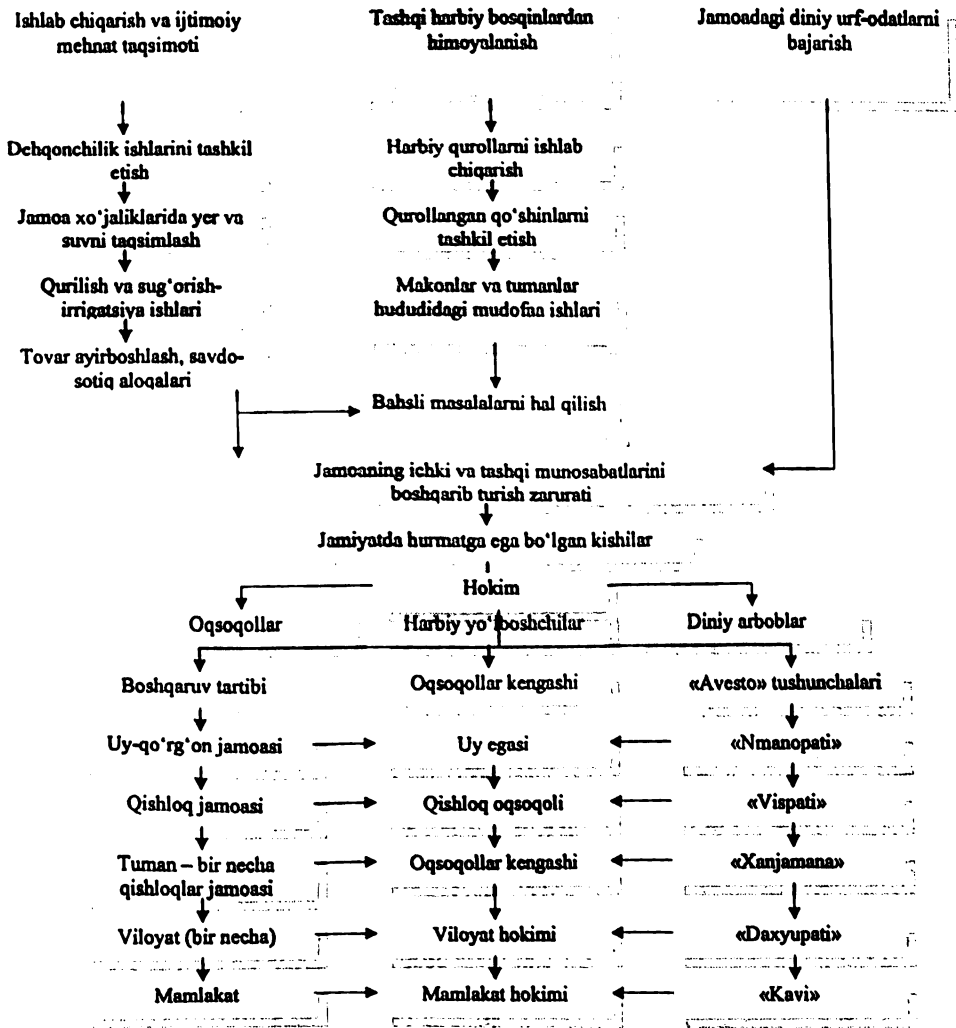 Ishlab chiqarish va ijtimoiy
mehnat taqsimoti
Tashqi harbiy bosqinlardan
himoyalanish
Jamoadagi diniy urf-odatlarni
bajarish
Dehqonchilik ishlarini tashkil
etish
Jamoa xo‘jaliklarida yer va
suvni taqsimlash
Qurilish va sug‘orish-
irrigatsiya ishlari
Tovar ayirboshlash, savdo-
sotiq aloqalari
Harbiy qurollarni ishlab
chiqarish
Qurollangan qo‘shinlarni
tashkil etish
Makonlar va tumanlar
hududidagi mudofaa ishlari
Bahsli masalalarni hal qilish
Jamoaning ichki va tashqi munosabatlarini
boshqarib turish zarurati
Jamiyatda hurmatga ega bo‘lgan kishilar
Hokim
Oqsoqollar
Harbiy yo‘lboshchilar
Diniy arboblar
Boshqaruv tartibi
Oqsoqollar kengashi
«Avesto» tushunchalari
Uy-qo‘rg‘on jamoasi
Uy egasi
«Nmanopati»
Qishloq jamoasi
Qishloq oqsoqoli
«Vispati»
Tuman – bir necha
qishloqlar jamoasi
Oqsoqollar kengashi
«Xanjamana»
Viloyat (bir necha)
Viloyat hokimi
«Daxyupati»
Mamlakat
Mamlakat hokimi
«Kavi»